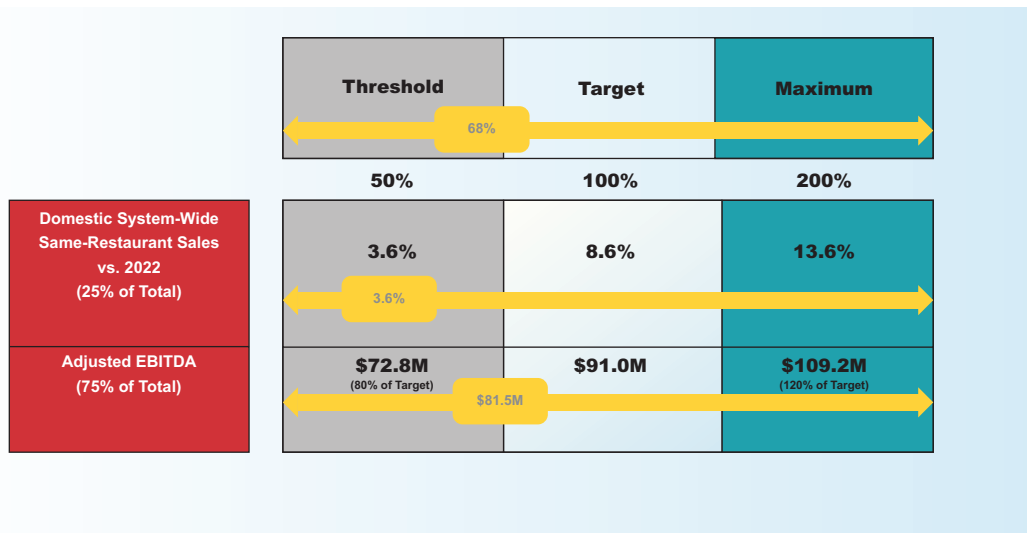 Threshold
Target
Maximum
68%
50%
100%
200%
Domestic System-Wide
Same-Restaurant Sales
vs. 2022
(25% of Total)
3.6%
8.6%
13.6%
3.6%
Adjusted EBITDA
(75% of Total)
$72.8M
(80% of Target)
$91.0M
$109.2M
(120% of Target)
$81.5M